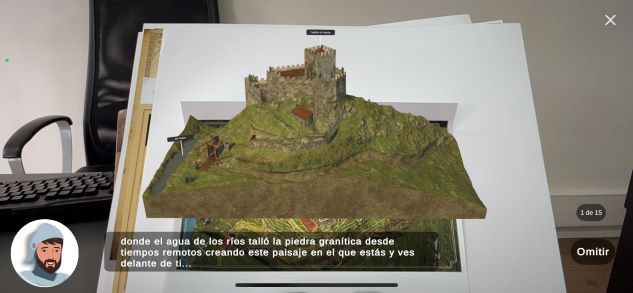 1 de 15
Omitir
donde el agua de los ríos talló la piedra granítica desde
tiempos remotos creando este paisaje en el que estás y ves
delante de ti...